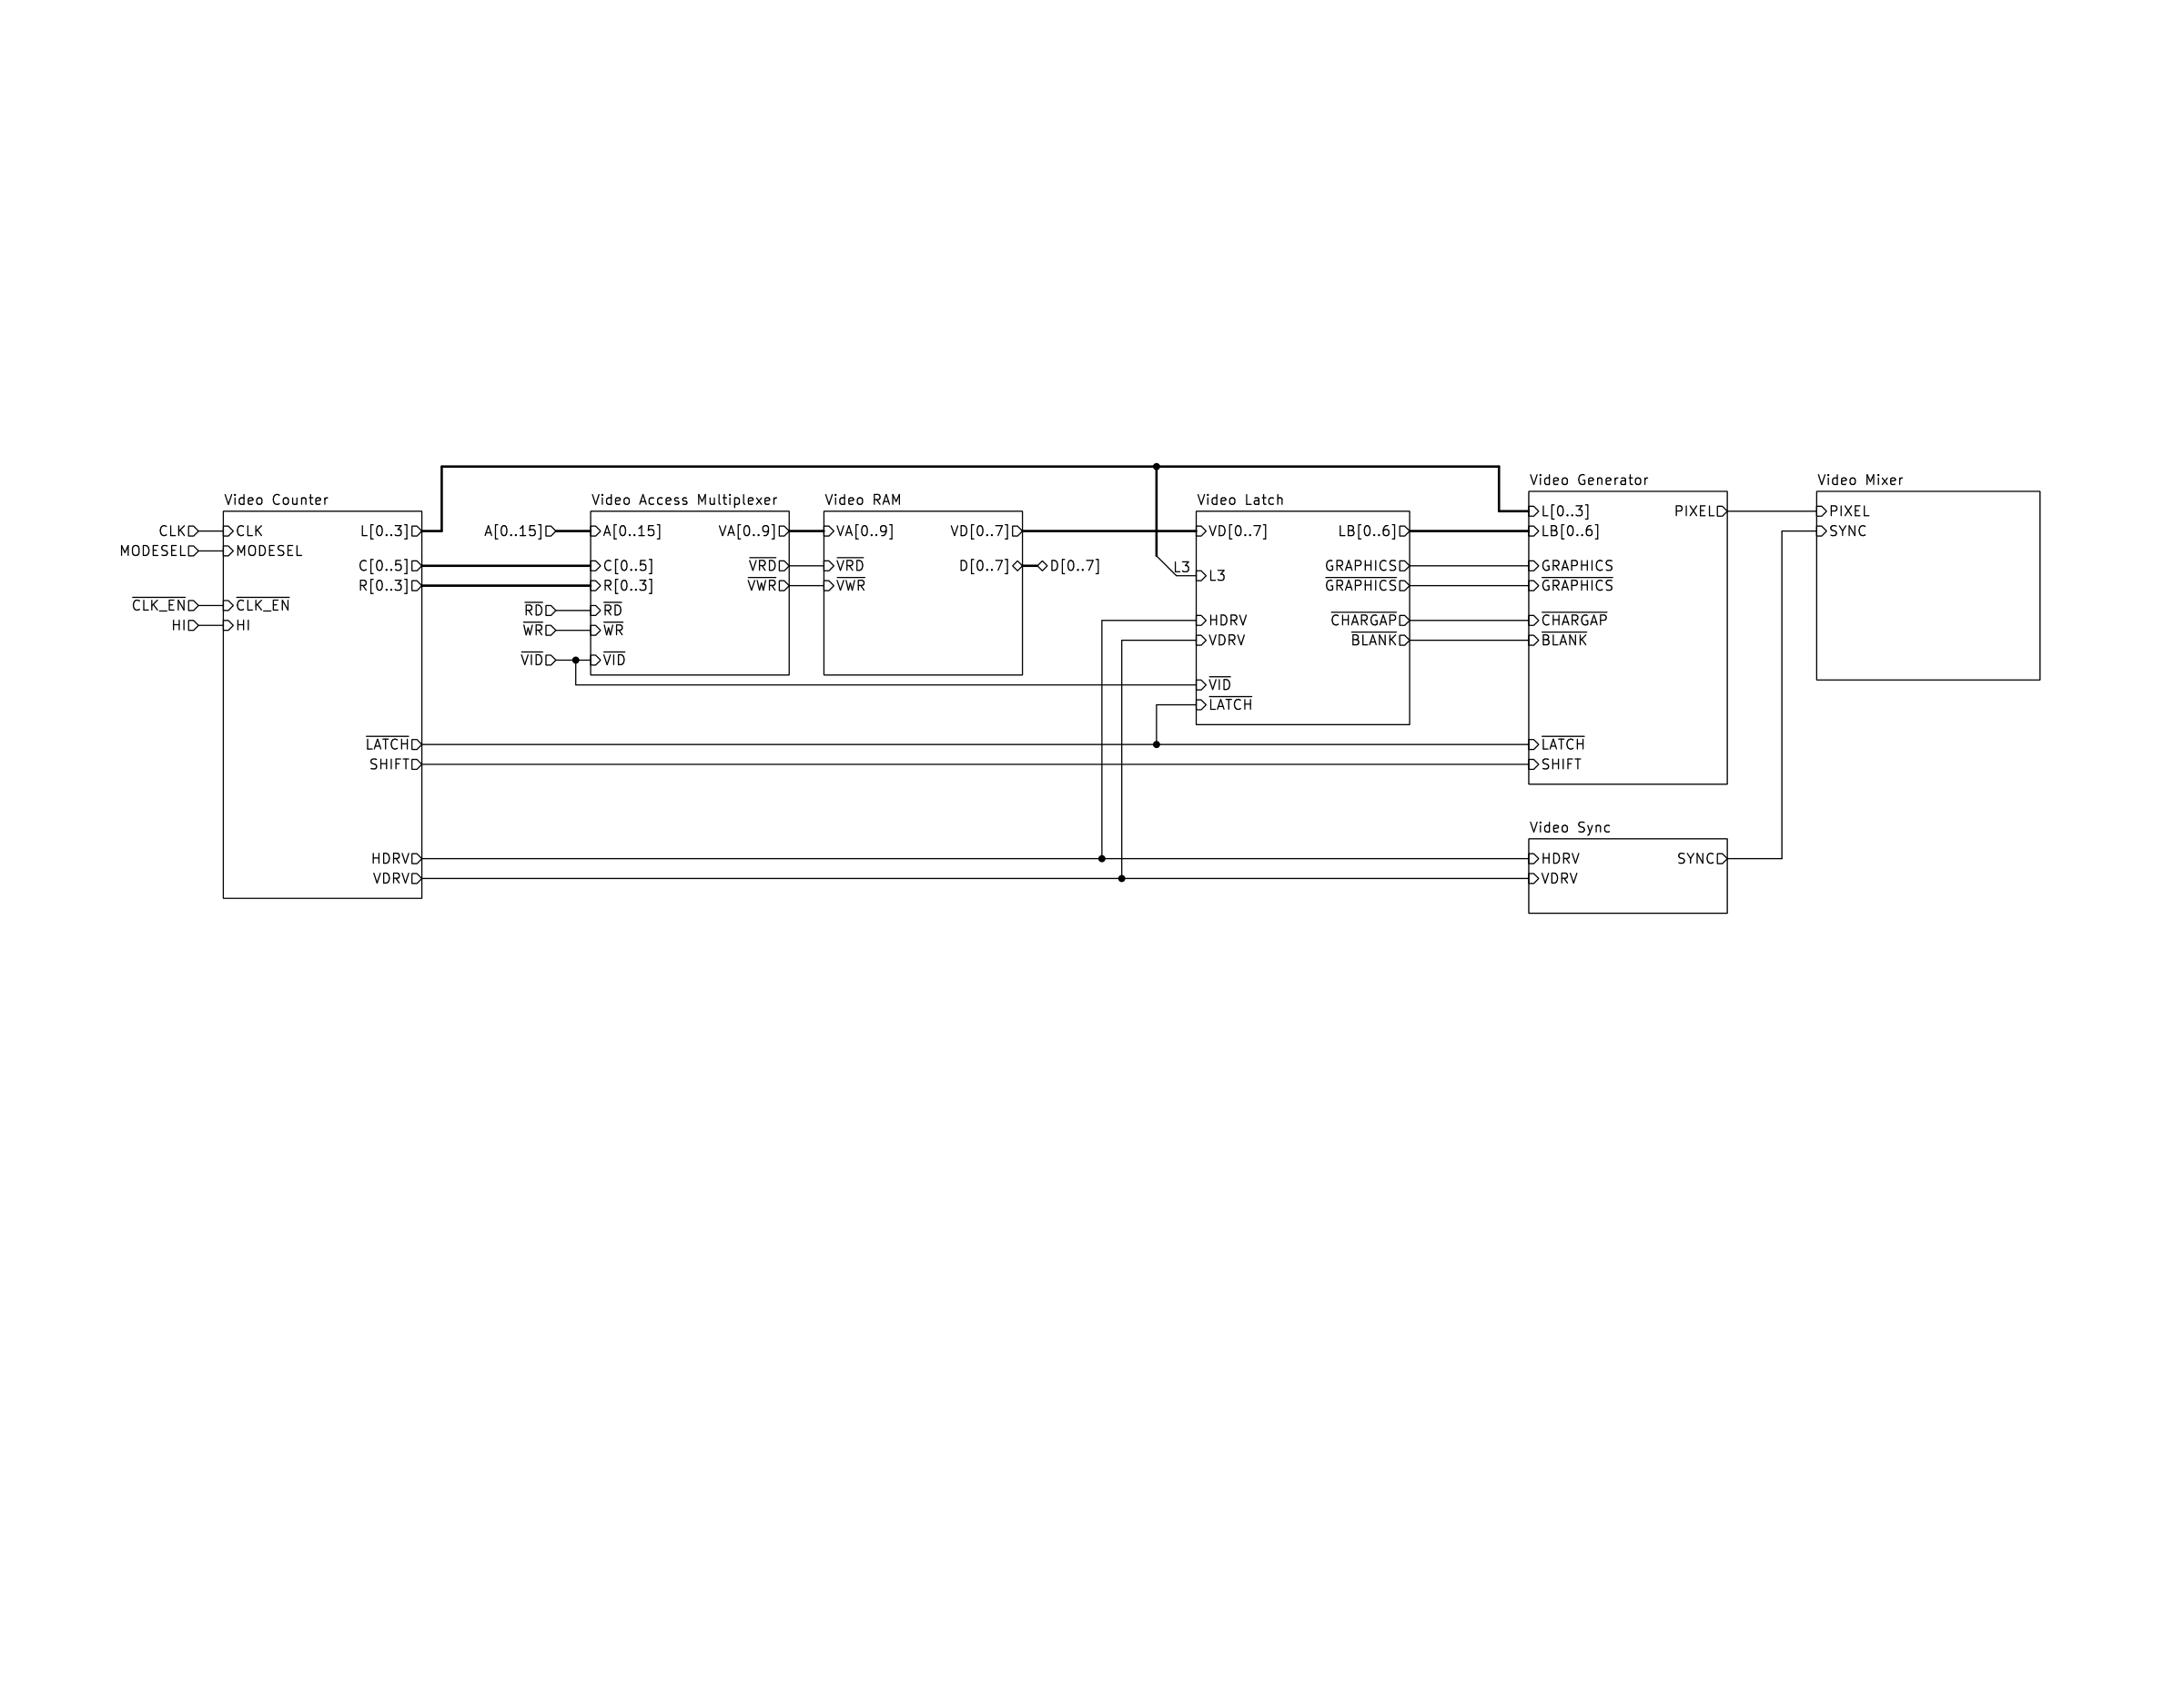 Video Counter
CLK
MODESEL
CLK_EN
HI
CLK
MODESEL
CLK_EN
HI
L[0..3]
C[0..5]
R[0..3]
LATCH
SHIFT
HDRV
VDRV
A[0..15]
RD
WR
VID
Video Access Multiplexer
A[0..15]
C[0..5]
R[0..3]
RD
WR
VID
VA[0..9]
VRD
VWR
Video RAM
VA[0..9]
VRD
VWR
VD[0..7]
D[0..7]
D[0..7]
Video Latch
L3
VD[0..7]
L3
HDRV
VDRV
VID
LATCH
LB[0..6]
GRAPHICS
GRAPHICS
CHARGAP
BLANK
Video Generator
L[0..3]
LB[0..6]
GRAPHICS
GRAPHICS
CHARGAP
BLANK
LATCH
SHIFT
PIXEL
Video Sync
HDRV
VDRV
SYNC
Video Mixer
PIXEL
SYNC